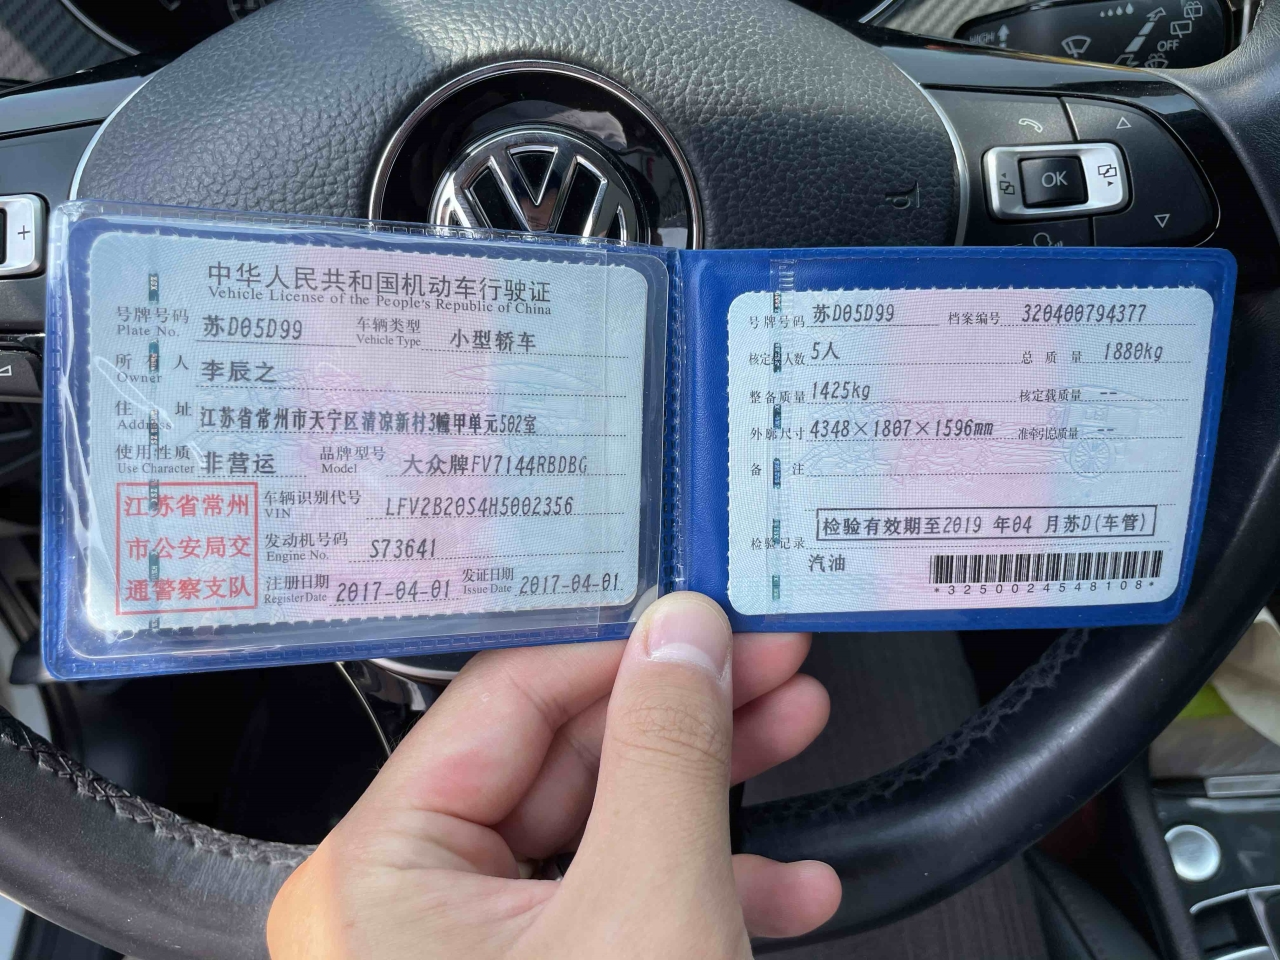 中华人民共和国机动车行驶证
Vehicle License of the People's Republic of China
号牌号码 苏D05D99 车辆类型 小型轿车
Plate No. Vehicle Type
所有人 李辰之
Owner
住址 江苏省常州市天宁区清凉新村3幢甲单元502室
Address
使用性质 非营运 品牌型号 大众牌FV7144RBDBG
Use Character Model
江苏省常州
市公安局交
通警察支队
车辆识别代号 LFV2B20S4H5002356
VIN
发动机号码 S73641
Engine No.
注册日期 2017-04-01 发证日期 2017-04-01
Register Date Issue Date
号牌号码 苏D05D99 档案编号 320400794377
核定载人数 5人 总质量 1880kg
整备质量 1425kg 核定载质量 --
外廓尺寸 4348×1807×1596mm 准牵引总质量 --
备注
检验有效期至2019年04月苏D(车管)
检验记录
汽油
*3250024548108*
OK
OFF
HIGH
+